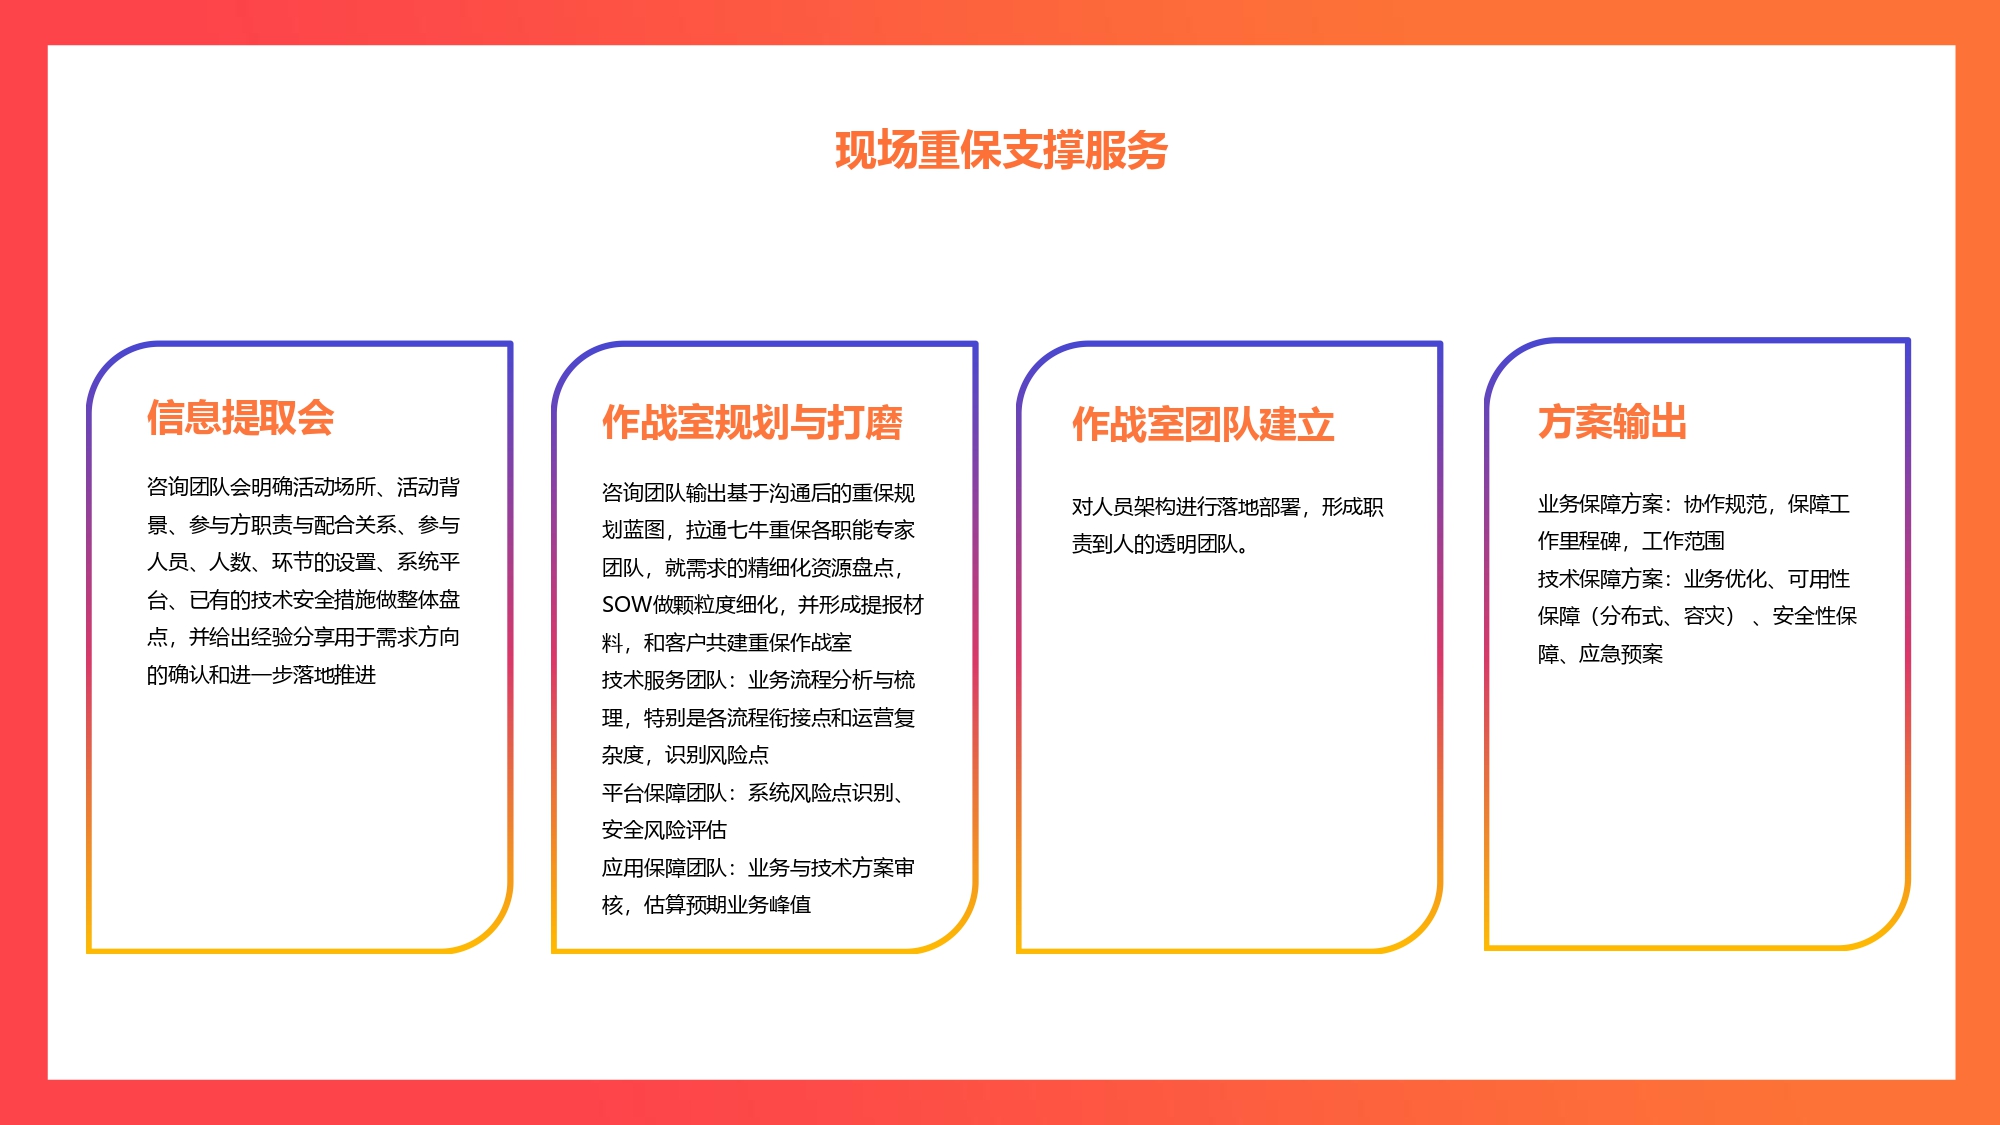 现场重保支撑服务
信息提取会
咨询团队会明确活动场所、活动背
景、参与方职责与配合关系、参与
人员、人数、环节的设置、系统平
台、已有的技术安全措施做整体盘
点，并给出经验分享用于需求方向
的确认和进一步落地推进
作战室规划与打磨
咨询团队输出基于沟通后的重保规
划蓝图，拉通七牛重保各职能专家
团队，就需求的精细化资源盘点，
SOW做颗粒度细化，并形成提报材
料，和客户共建重保作战室
技术服务团队：业务流程分析与梳
理，特别是各流程衔接点和运营复
杂度，识别风险点
平台保障团队：系统风险点识别、
安全风险评估
应用保障团队：业务与技术方案审
核，估算预期业务峰值
作战室团队建立
对人员架构进行落地部署，形成职
责到人的透明团队。
方案输出
业务保障方案：协作规范，保障工
作里程碑，工作范围
技术保障方案：业务优化、可用性
保障（分布式、容灾） 、安全性保
障、应急预案